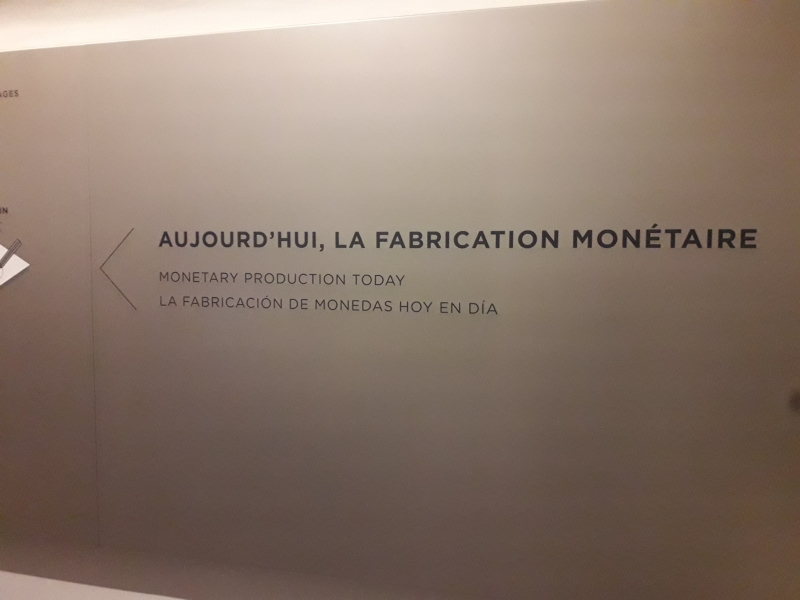 AUJOURD'HUI, LA FABRICATION MONÉTAIRE
MONETARY PRODUCTION TODAY
LA FABRICACIÓN DE MONEDAS HOY EN DÍA